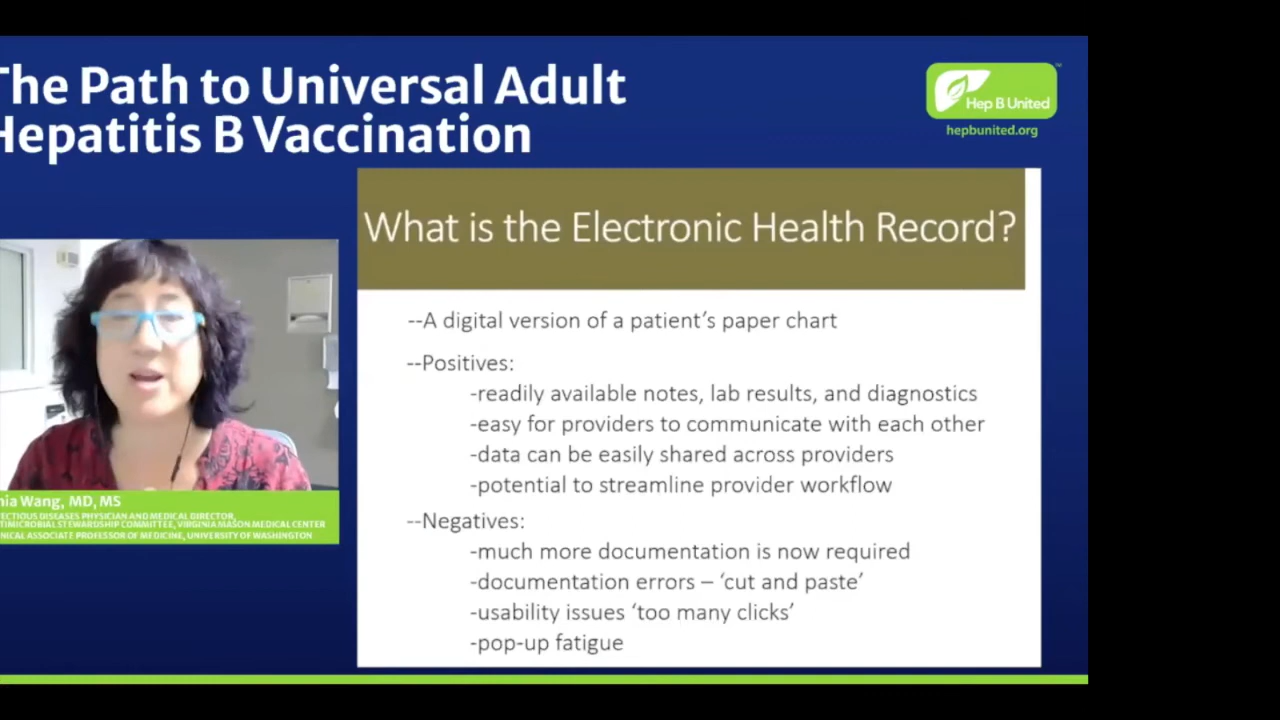 The Path to Universal Adult
Hepatitis B Vaccination
Hep B United
™
hepbunited.org
What is the Electronic Health Record?
--A digital version of a patient's paper chart
--Positives:
-readily available notes, lab results, and diagnostics
-easy for providers to communicate with each other
-data can be easily shared across providers
-potential to streamline provider workflow
--Negatives:
-much more documentation is now required
-documentation errors – ‘cut and paste’
-usability issues ‘too many clicks’
-pop-up fatigue
Wang, MD, MS
DISEASES PHYSICIAN AND MEDICAL DIRECTOR,
STEWARDSHIP COMMITTEE, VIRGINIA MASON MEDICAL CENTER
ASSOCIATE PROFESSOR OF MEDICINE, UNIVERSITY OF WASHINGTON